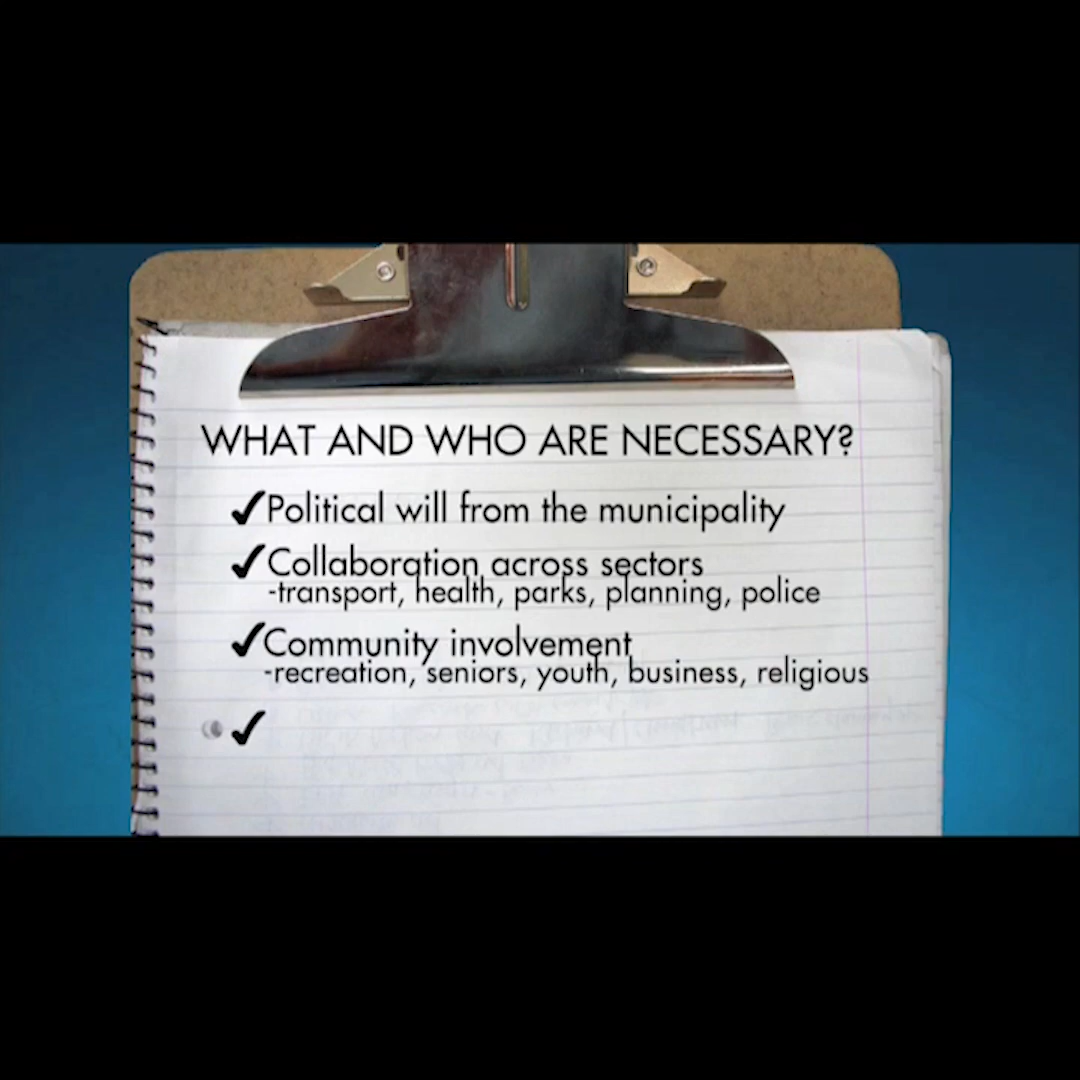 WHAT AND WHO ARE NECESSARY?
✓Political will from the municipality
✓Collaboration across sectors
-transport, health, parks, planning, police
✓Community involvement
-recreation, seniors, youth, business, religious
✓